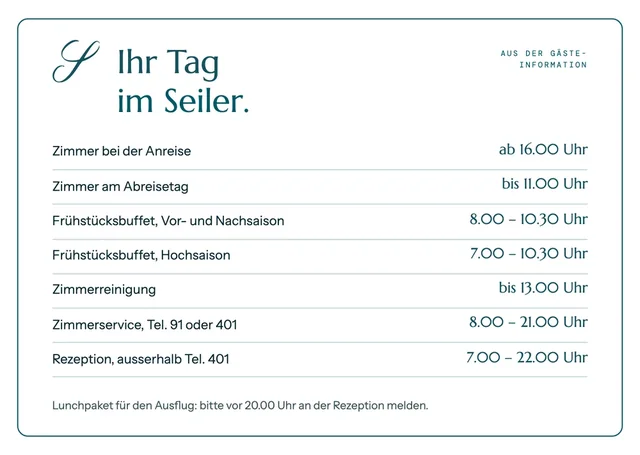 Ihr Tag
im Seiler.
AUS DER GÄSTE-
INFORMATION
Zimmer bei der Anreise ab 16.00 Uhr
Zimmer am Abreisetag bis 11.00 Uhr
Frühstücksbuffet, Vor- und Nachsaison 8.00 – 10.30 Uhr
Frühstücksbuffet, Hochsaison 7.00 – 10.30 Uhr
Zimmerreinigung bis 13.00 Uhr
Zimmerservice, Tel. 91 oder 401 8.00 – 21.00 Uhr
Rezeption, ausserhalb Tel. 401 7.00 – 22.00 Uhr
Lunchpaket für den Ausflug: bitte vor 20.00 Uhr an der Rezeption melden.